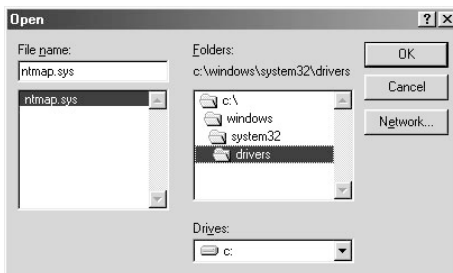 Open
File name:
ntmap.sys
ntmap.sys
Folders:
c:\windows\system32\drivers
c:\
windows
system32
drivers
Drives:
c:
OK
Cancel
Network...